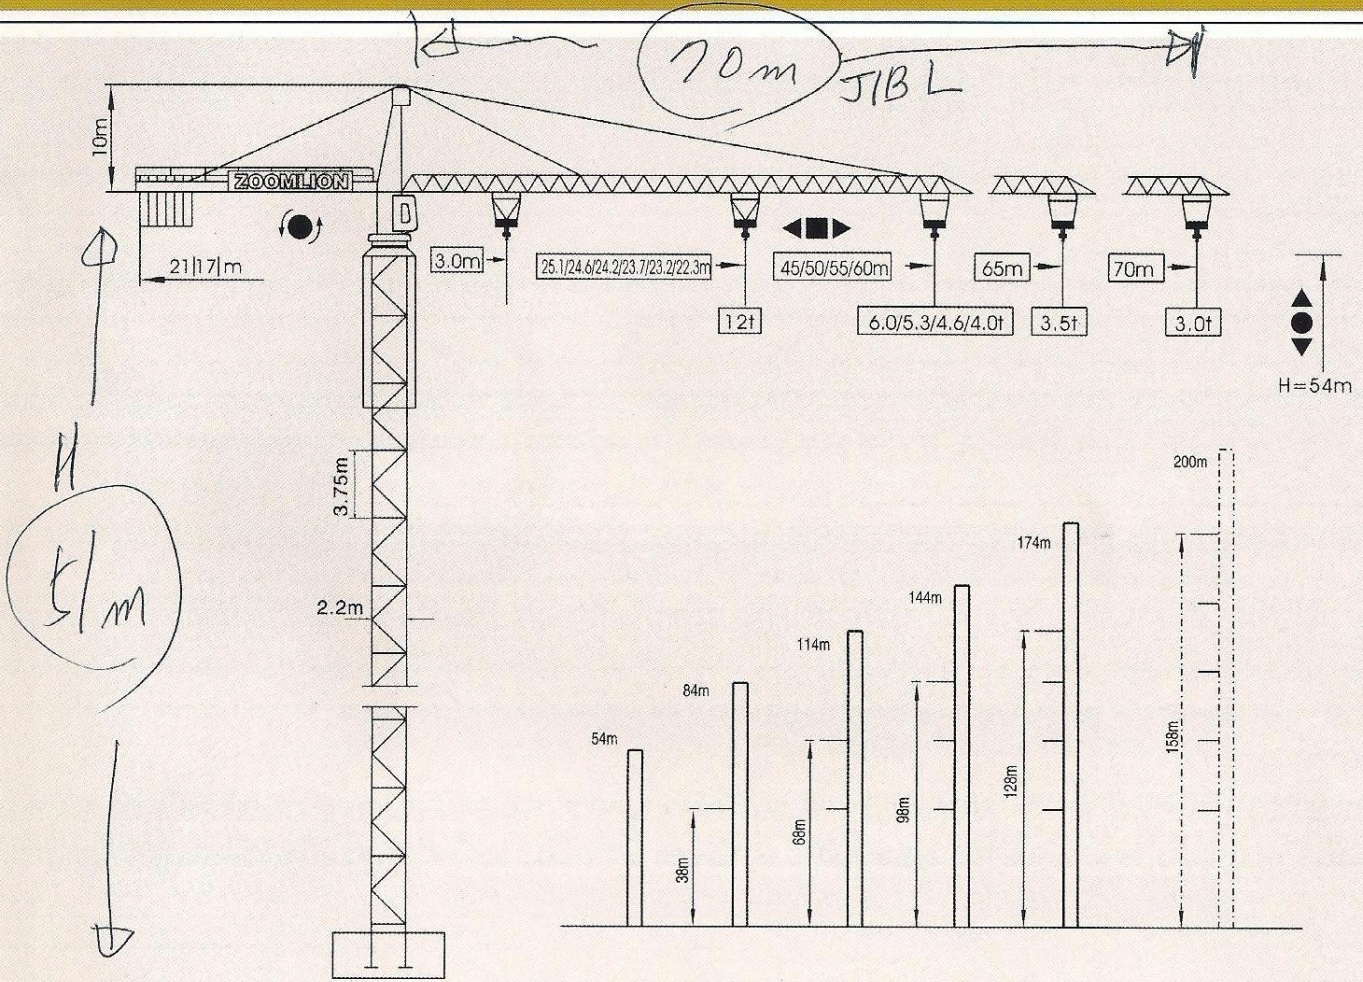 70m
JIB L
10m
ZOOMLION
21|17|m
3.0m
25.1/24.6/24.2/23.7/23.2/22.3m
45/50/55/60m
65m
70m
12t
6.0/5.3/4.6/4.0t
3.5t
3.0t
H=54m
H
51m
3.75m
2.2m
54m
84m
38m
114m
68m
144m
98m
174m
128m
200m
158m